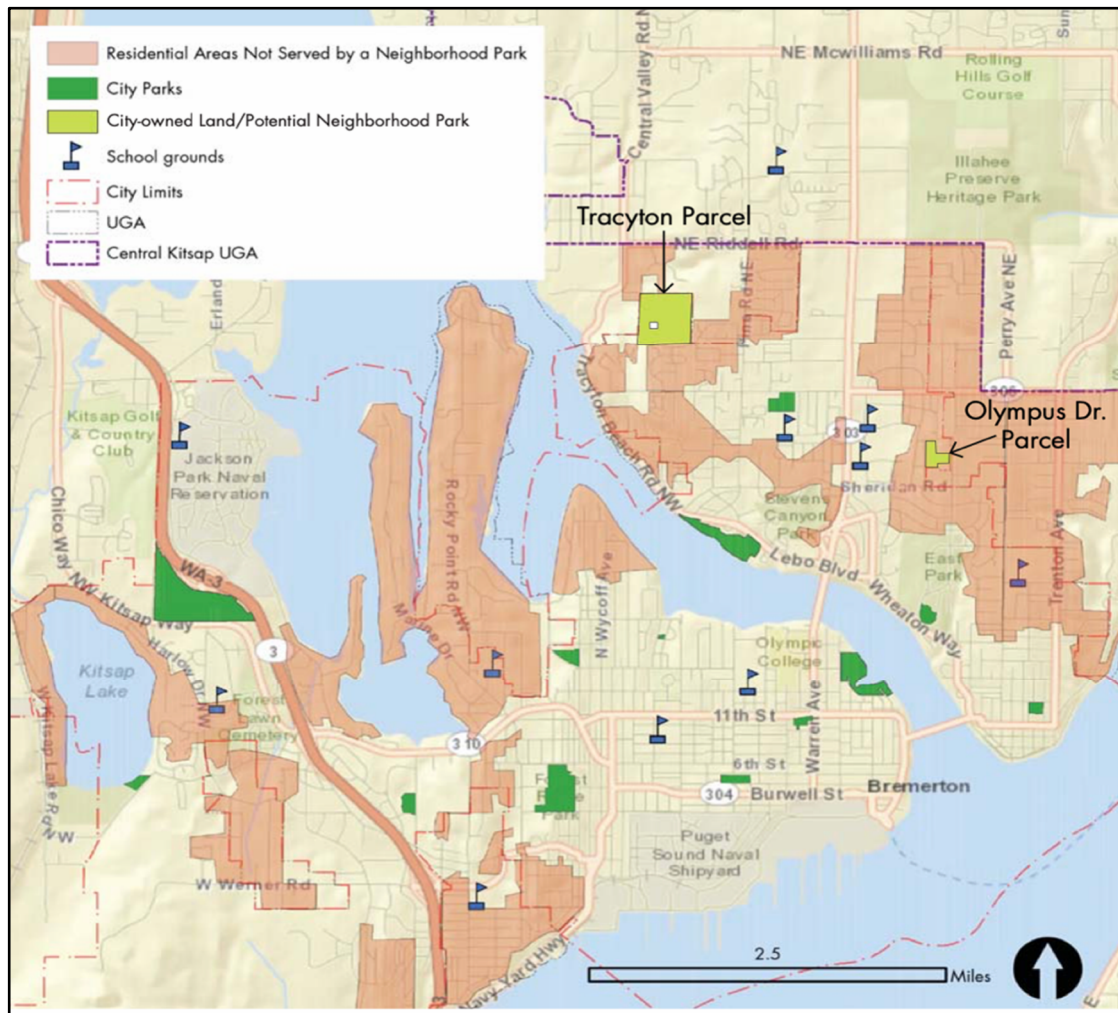 Residential Areas Not Served by a Neighborhood Park
City Parks
City-owned Land/Potential Neighborhood Park
School grounds
City Limits
UGA
Central Kitsap UGA
Central Valley Rd N
NE Mcwilliams Rd
Rolling
Hills Golf
Course
Illahee
Preserve
Heritage Park
Tracyton Parcel
NE Riddell Rd
Pine Rd NE
Perry Ave NE
Erland
Kitsap Golf
& Country
Club
Jackson
Park Naval
Reservation
Chico Way NW
WA-3
Rocky Point Rd NW
Marine Dr
Tracyton Beach Rd NW
303
306
Olympus Dr.
Parcel
Sheridan Rd
Stevens
Canyon
Park
Lebo Blvd
Wheaton Way
East
Park
Trenton Ave
N Wycoff Ave
Kitsap Way
Harlow Dr NW
Kitsap
Lake
W Kitsap Lake Rd N
W
3
Forest
Lawn
Cemetery
Olympic
College
11th St
Warren Ave
310
6th St
304
Burwell St
Bremerton
Park
Puget
Sound Naval
Shipyard
W Werner Rd
Navy Yard Hwy
3
2.5
Miles
E